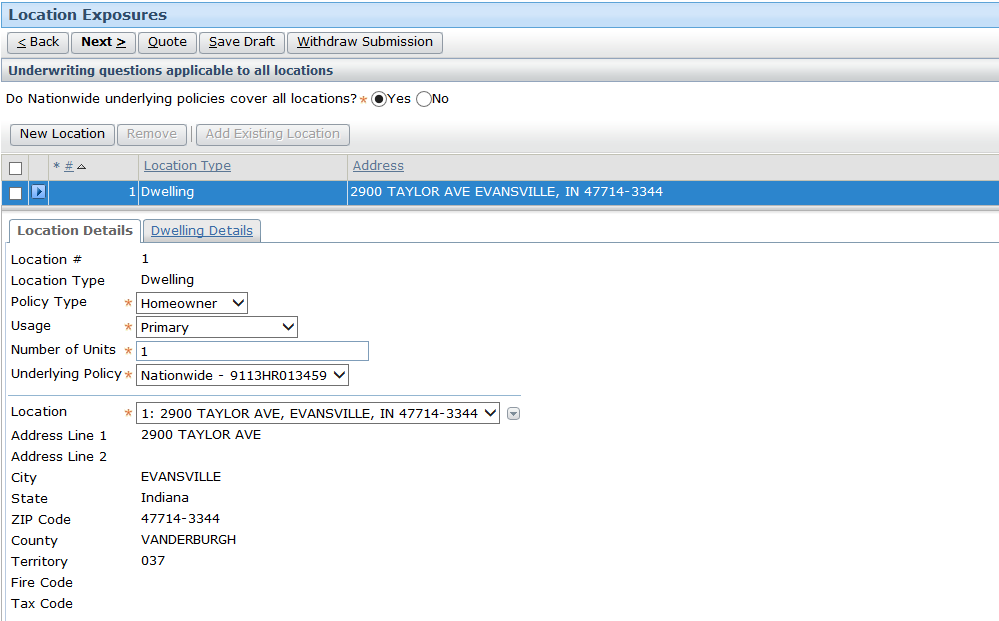 Location Exposures
< Back Next > Quote Save Draft Withdraw Submission
Underwriting questions applicable to all locations
Do Nationwide underlying policies cover all locations? * Yes No
New Location Remove Add Existing Location
* # Location Type Address
1 Dwelling 2900 TAYLOR AVE EVANSVILLE, IN 47714-3344
Location Details Dwelling Details
Location # 1
Location Type Dwelling
Policy Type * Homeowner
Usage * Primary
Number of Units * 1
Underlying Policy * Nationwide - 9113HR013459
Location * 1: 2900 TAYLOR AVE, EVANSVILLE, IN 47714-3344
Address Line 1 2900 TAYLOR AVE
Address Line 2
City EVANSVILLE
State Indiana
ZIP Code 47714-3344
County VANDERBURGH
Territory 037
Fire Code
Tax Code